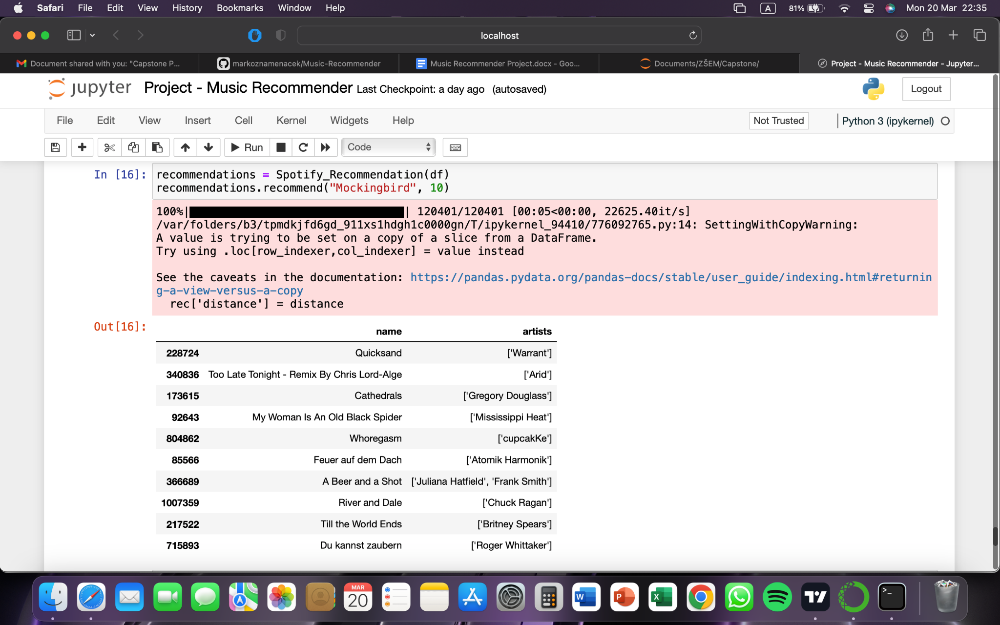 Safari File Edit View History Bookmarks Window Help A 81% Mon 20 Mar 22:35
localhost
Document shared with you: "Capstone P... markoznamenacek/Music-Recommender Music Recommender Project.docx - Goo... Documents/ZŠEM/Capstone/ Project - Music Recommender - Jupyter...
jupyter Project - Music Recommender Last Checkpoint: a day ago (autosaved) Logout
File Edit View Insert Cell Kernel Widgets Help Not Trusted Python 3 (ipykernel)
Run Code
In [16]: recommendations = Spotify_Recommendation(df)
recommendations.recommend("Mockingbird", 10)
100%| | 120401/120401 [00:05<00:00, 22625.40it/s]
/var/folders/b3/tpmdkjfd6gd_911xs1hdgh1c0000gn/T/ipykernel_94410/776092765.py:14: SettingWithCopyWarning:
A value is trying to be set on a copy of a slice from a DataFrame.
Try using .loc[row_indexer,col_indexer] = value instead
See the caveats in the documentation: https://pandas.pydata.org/pandas-docs/stable/user_guide/indexing.html#returnin
g-a-view-versus-a-copy
rec['distance'] = distance
Out[16]:
name artists
228724 Quicksand ['Warrant']
340836 Too Late Tonight - Remix By Chris Lord-Alge ['Arid']
173615 Cathedrals ['Gregory Douglass']
92643 My Woman Is An Old Black Spider ['Mississippi Heat']
804862 Whoregasm ['cupcakKe']
85566 Feuer auf dem Dach ['Atomik Harmonik']
366689 A Beer and a Shot ['Juliana Hatfield', 'Frank Smith']
1007359 River and Dale ['Chuck Ragan']
217522 Till the World Ends ['Britney Spears']
715893 Du kannst zaubern ['Roger Whittaker']
MAR
20
W P X
>_